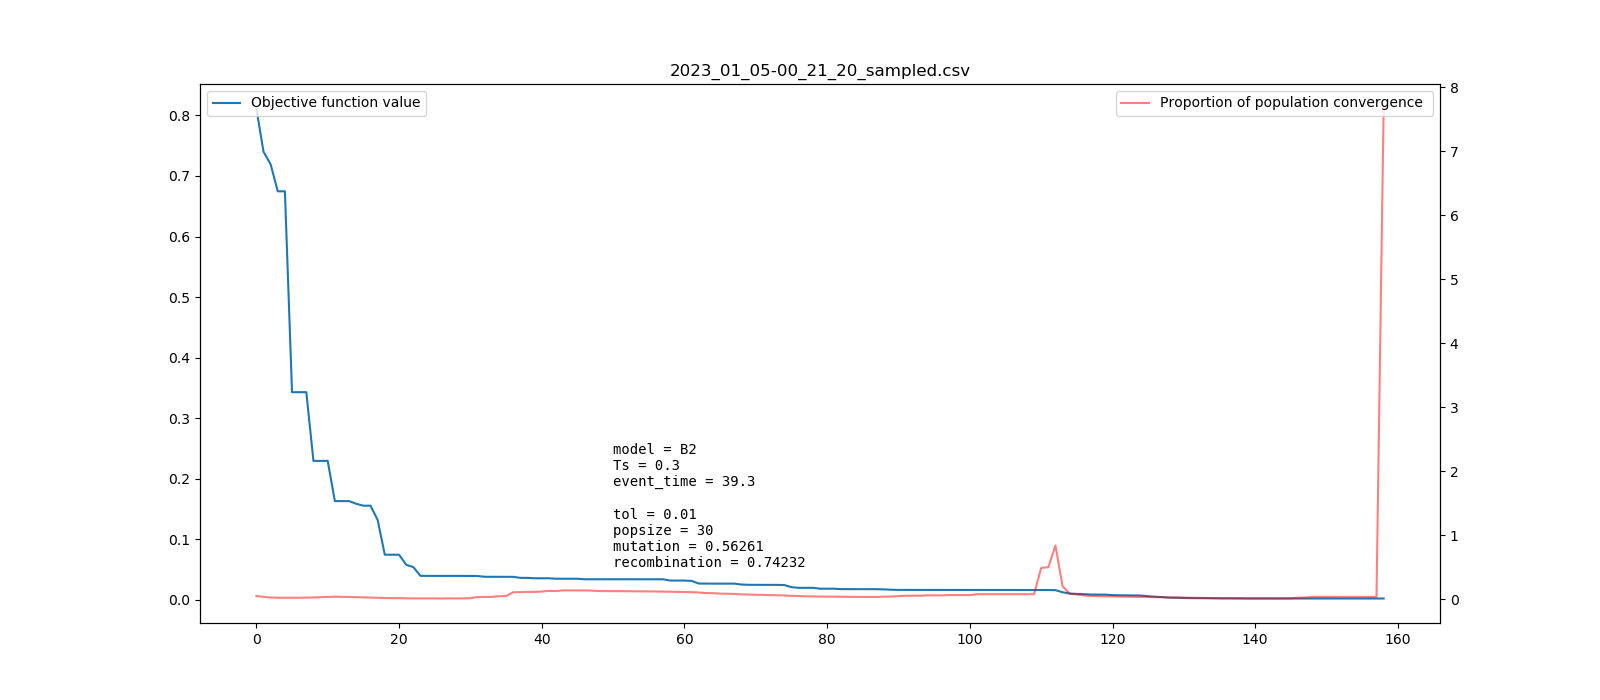 2023_01_05-00_21_20_sampled.csv
Objective function value
Proportion of population convergence
0.8
0.7
0.6
0.5
0.4
0.3
0.2
0.1
0.0
8
7
6
5
4
3
2
1
0
model = B2
Ts = 0.3
event_time = 39.3
tol = 0.01
popsize = 30
mutation = 0.56261
recombination = 0.74232
0 20 40 60 80 100 120 140 160